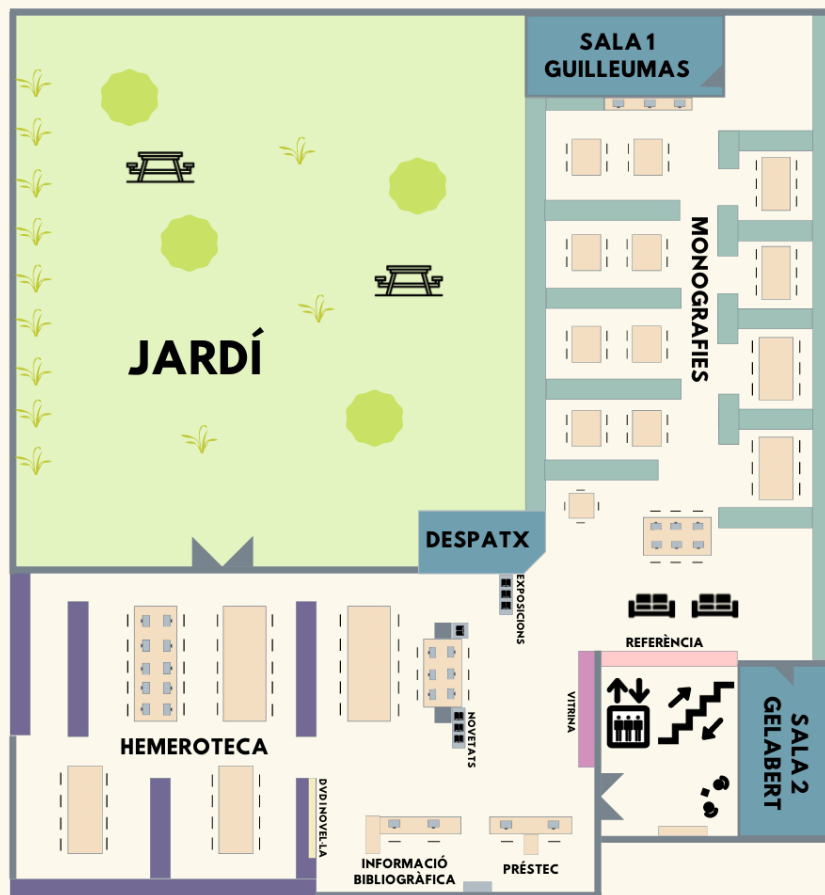 SALA 1
GUILLEUMAS
MONOGRAFIES
JARDÍ
DESPATX
EXPOSICIONS
REFERÈNCIA
VITRINA
NOVETATS
SALA 2
GELABERT
HEMEROTECA
DVD I NOVEL·LA
INFORMACIÓ
BIBLIOGRÀFICA
PRÉSTEC